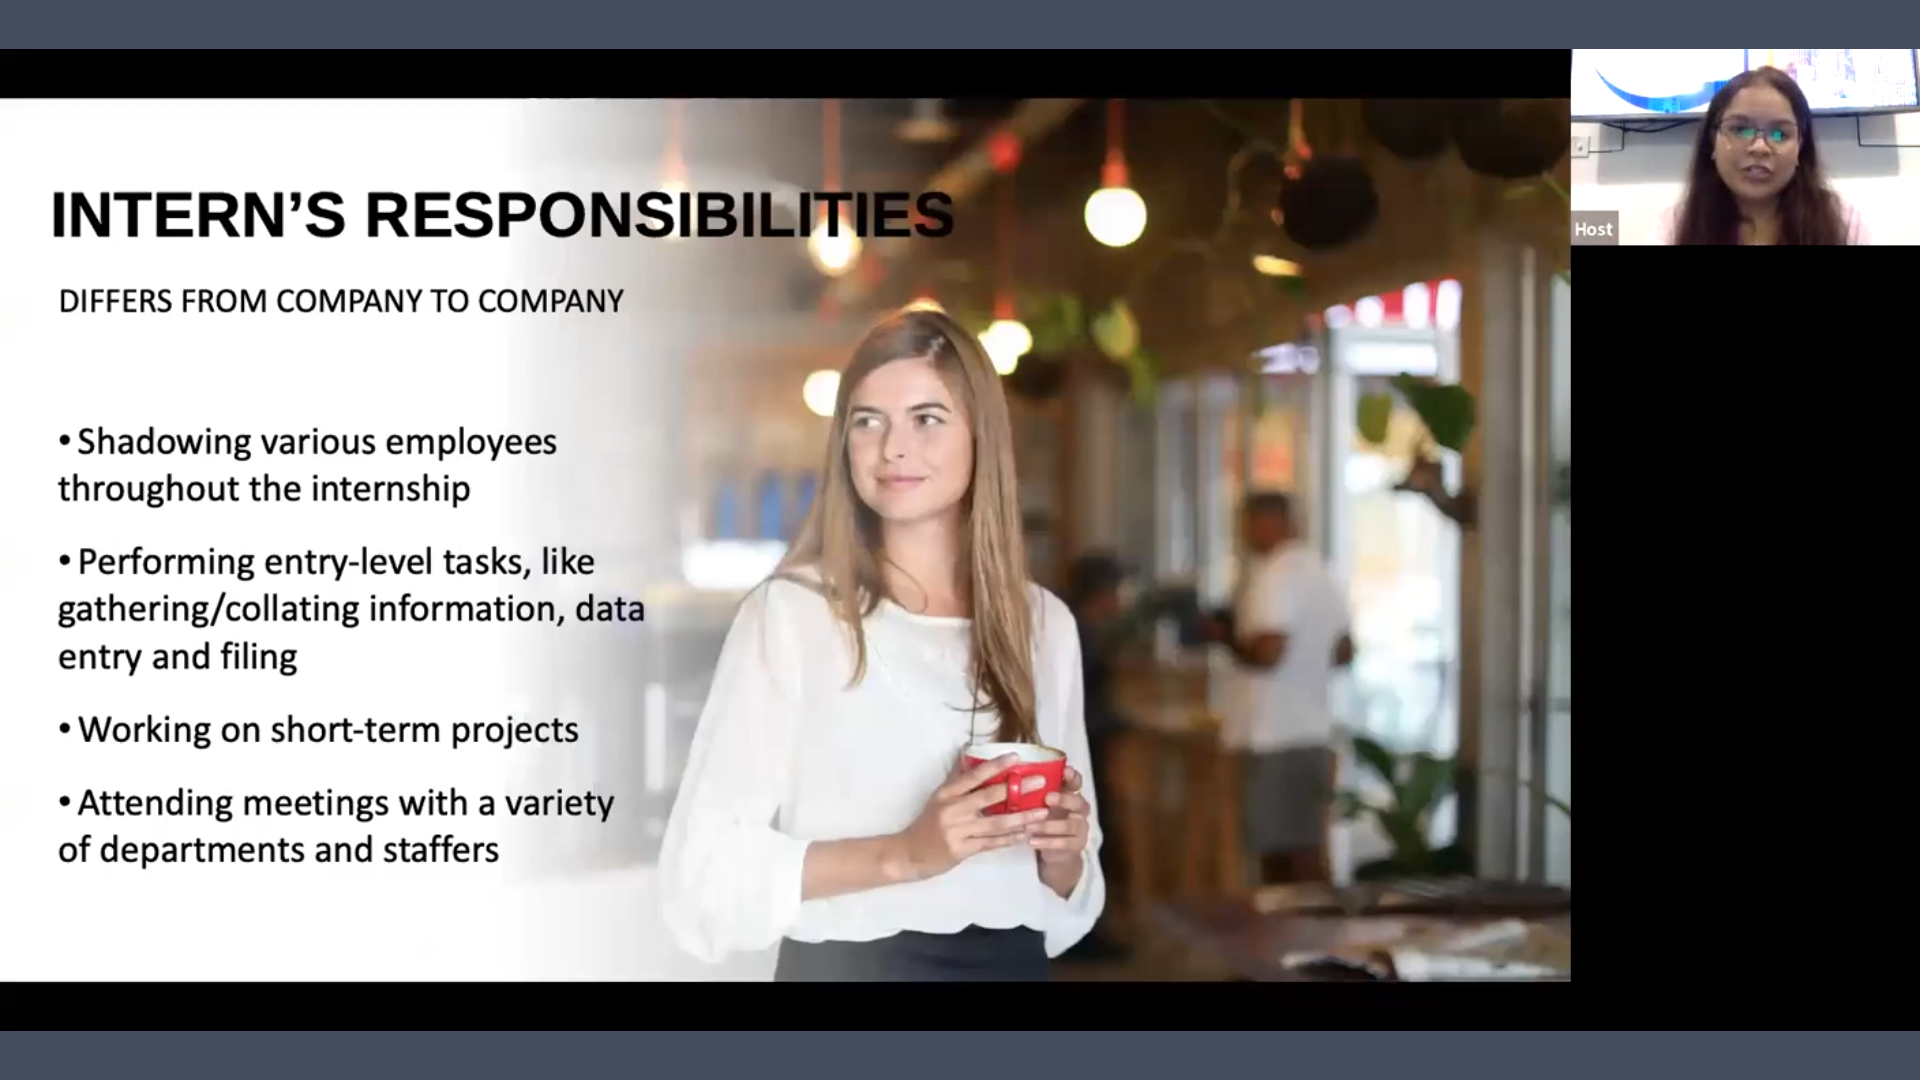 INTERN’S RESPONSIBILITIES
DIFFERS FROM COMPANY TO COMPANY
• Shadowing various employees
throughout the internship
• Performing entry-level tasks, like
gathering/collating information, data
entry and filing
• Working on short-term projects
• Attending meetings with a variety
of departments and staffers
Host